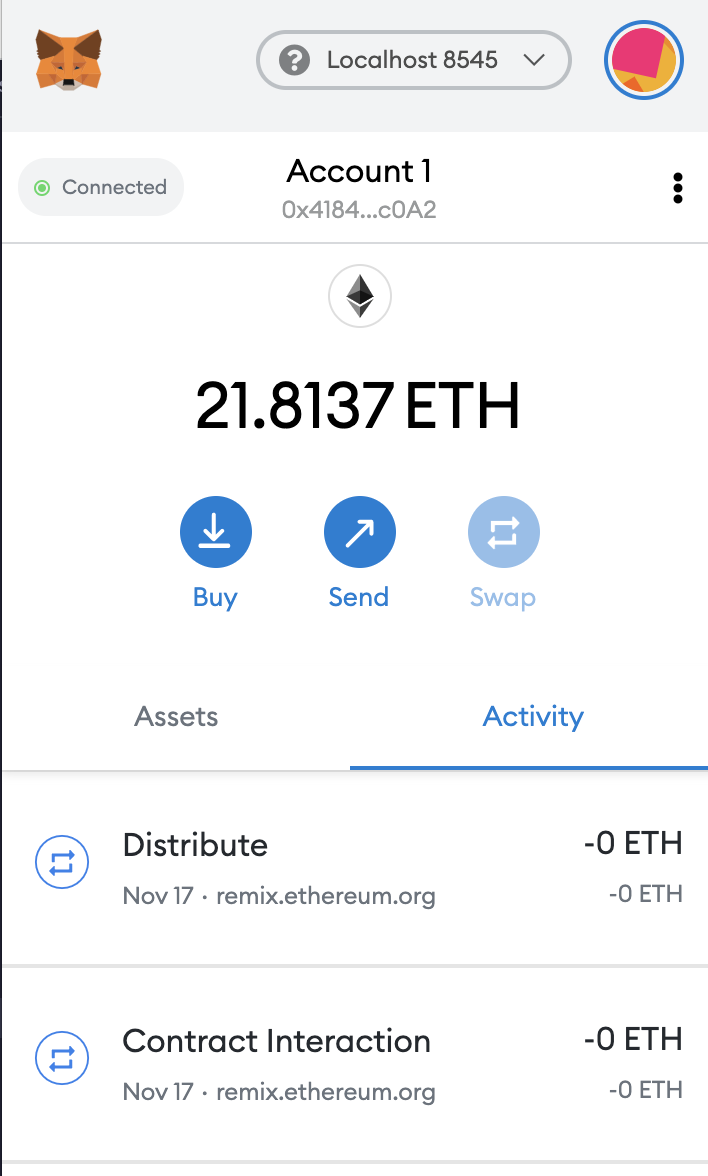 Localhost 8545
Connected
Account 1
0x4184...c0A2
21.8137 ETH
Buy
Send
Swap
Assets
Activity
Distribute
-0 ETH
Nov 17 · remix.ethereum.org
-0 ETH
Contract Interaction
-0 ETH
Nov 17 · remix.ethereum.org
-0 ETH